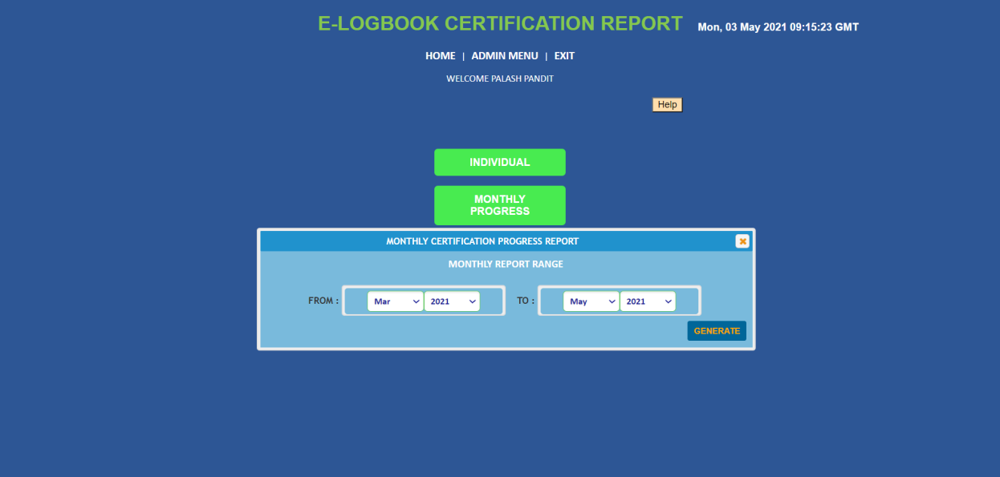 E-LOGBOOK CERTIFICATION REPORT Mon, 03 May 2021 09:15:23 GMT
HOME | ADMIN MENU | EXIT
WELCOME PALASH PANDIT
Help
INDIVIDUAL
MONTHLY
PROGRESS
MONTHLY CERTIFICATION PROGRESS REPORT
MONTHLY REPORT RANGE
FROM : Mar 2021 TO : May 2021
GENERATE